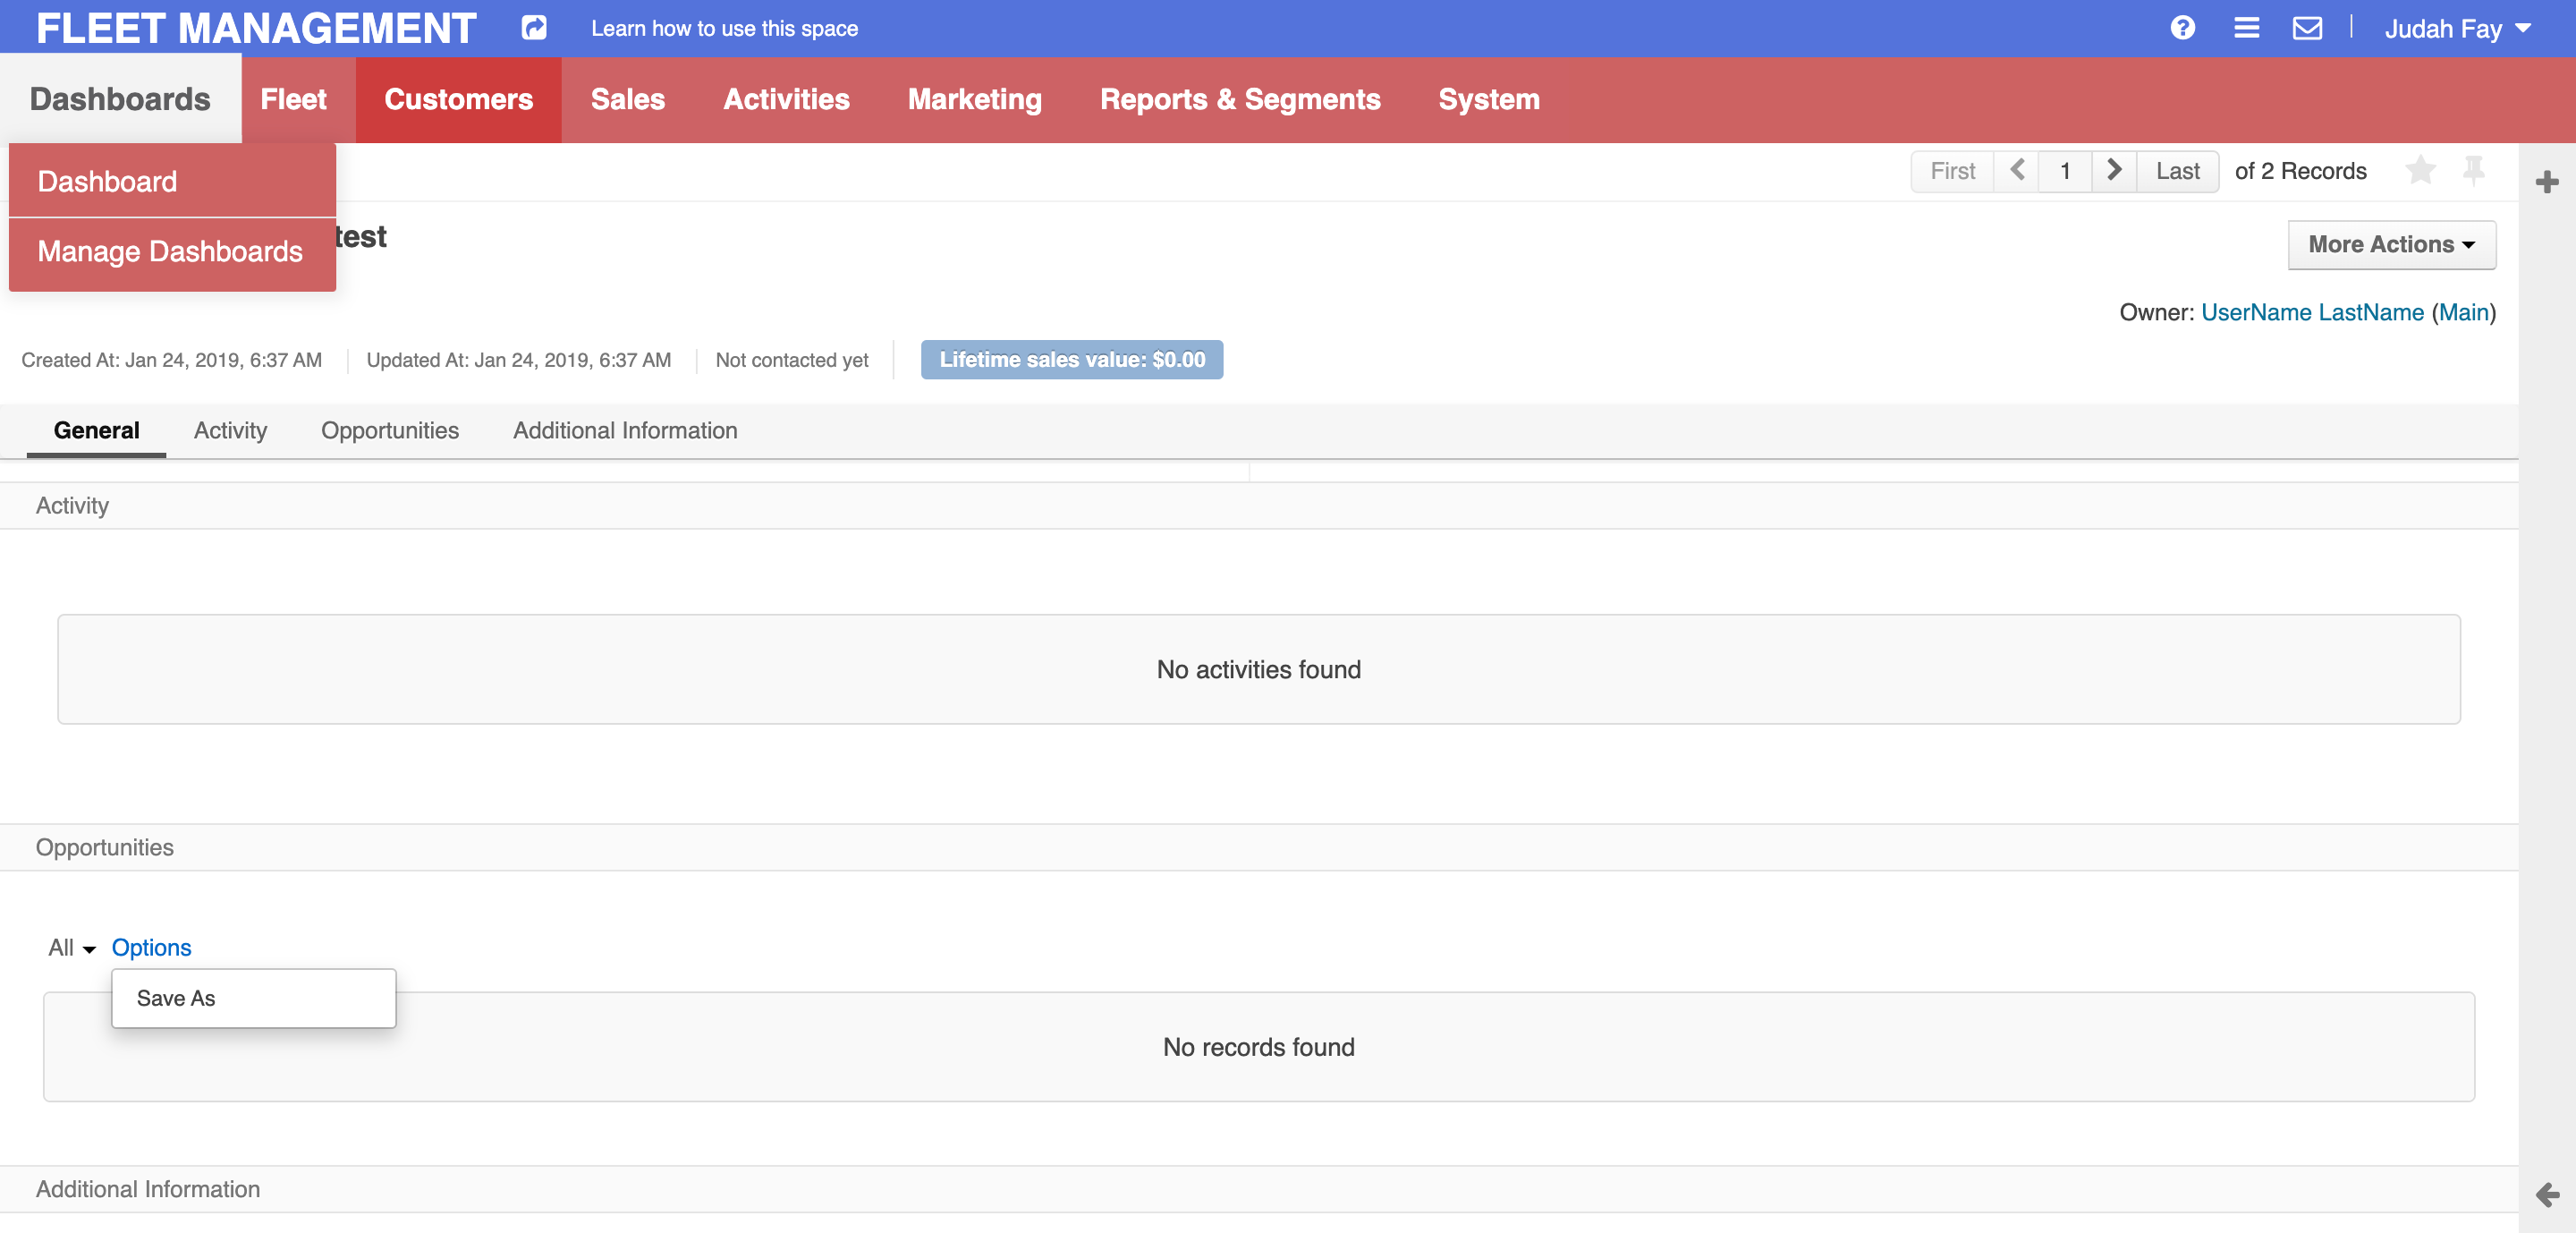 FLEET MANAGEMENT
Learn how to use this space
Judah Fay
Dashboards
Fleet
Customers
Sales
Activities
Marketing
Reports & Segments
System
Dashboard
Manage Dashboards
First
1
Last
of 2 Records
test
More Actions
Owner: UserName LastName (Main)
Created At: Jan 24, 2019, 6:37 AM
Updated At: Jan 24, 2019, 6:37 AM
Not contacted yet
Lifetime sales value: $0.00
General
Activity
Opportunities
Additional Information
Activity
No activities found
Opportunities
All
Options
Save As
No records found
Additional Information